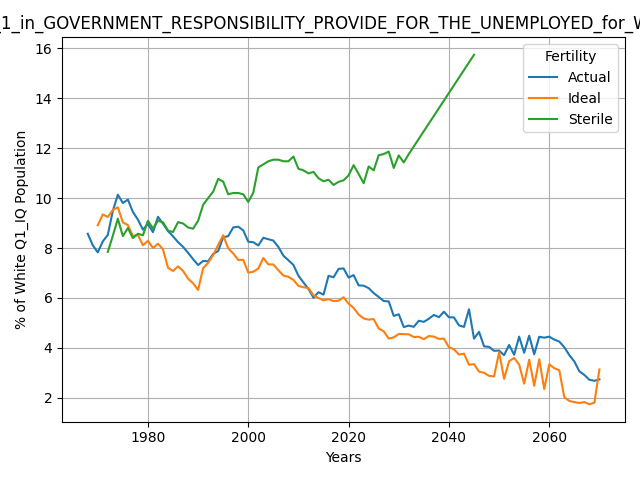 _1_in_GOVERNMENT_RESPONSIBILITY_PROVIDE_FOR_THE_UNEMPLOYED_for_W
% of White Q1_IQ Population
16
14
12
10
8
6
4
2
Fertility
Actual
Ideal
Sterile
1980
2000
2020
2040
2060
Years